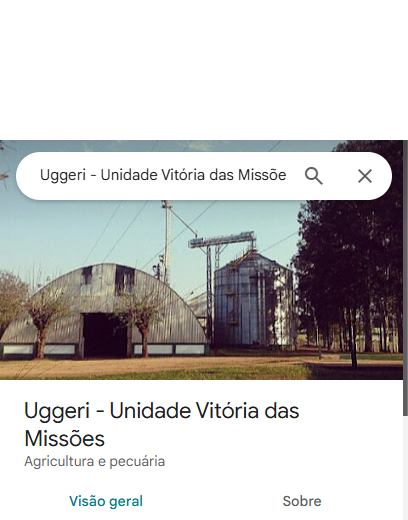 Uggeri - Unidade Vitória das Missõe
Uggeri - Unidade Vitória das
Missões
Agricultura e pecuária
Visão geral
Sobre